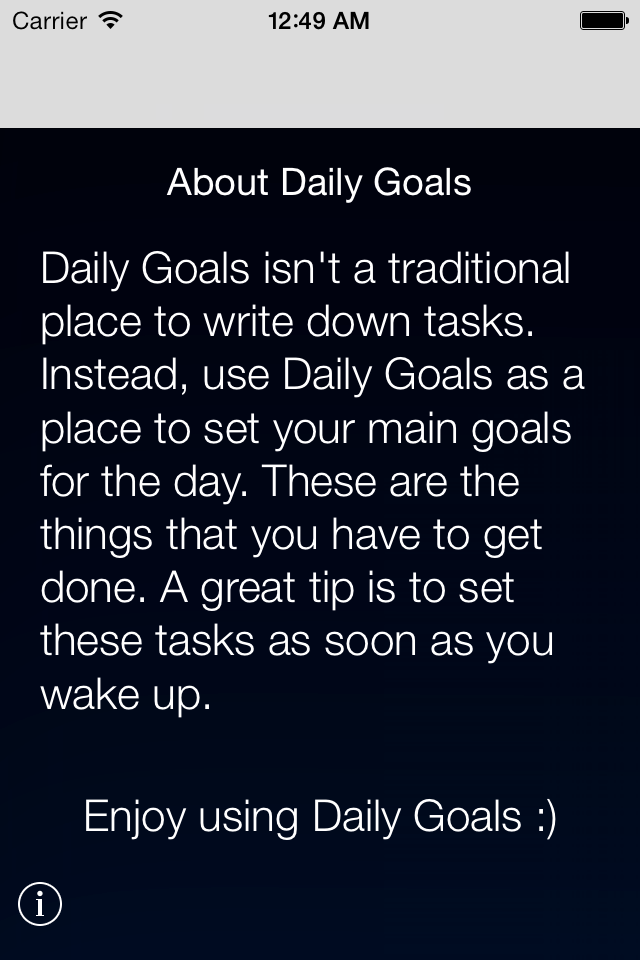 Carrier 12:49 AM
About Daily Goals
Daily Goals isn't a traditional
place to write down tasks.
Instead, use Daily Goals as a
place to set your main goals
for the day. These are the
things that you have to get
done. A great tip is to set
these tasks as soon as you
wake up.
Enjoy using Daily Goals :)
i